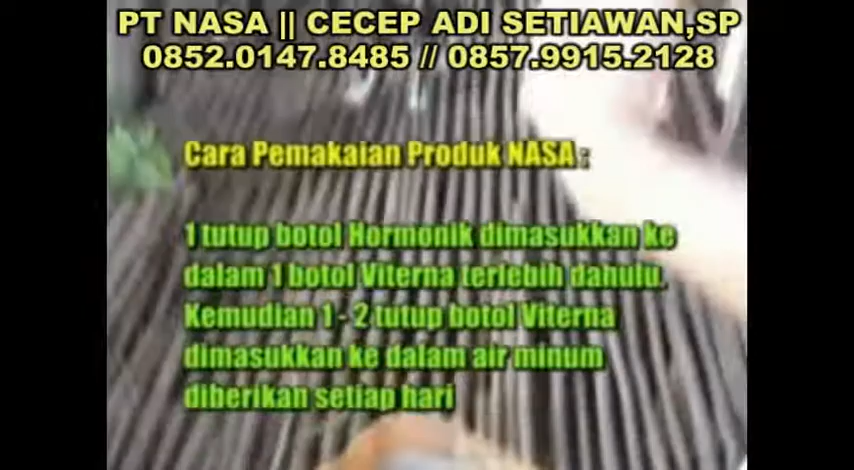 PT NASA || CECEP ADI SETIAWAN,SP
0852.0147.8485 // 0857.9915.2128
Cara Pemakaian Produk NASA :
1 tutup botol Hormonik dimasukkan ke
dalam 1 botol Viterna terlebih dahulu.
Kemudian 1 - 2 tutup botol Viterna
dimasukkan ke dalam air minum
diberikan setiap hari